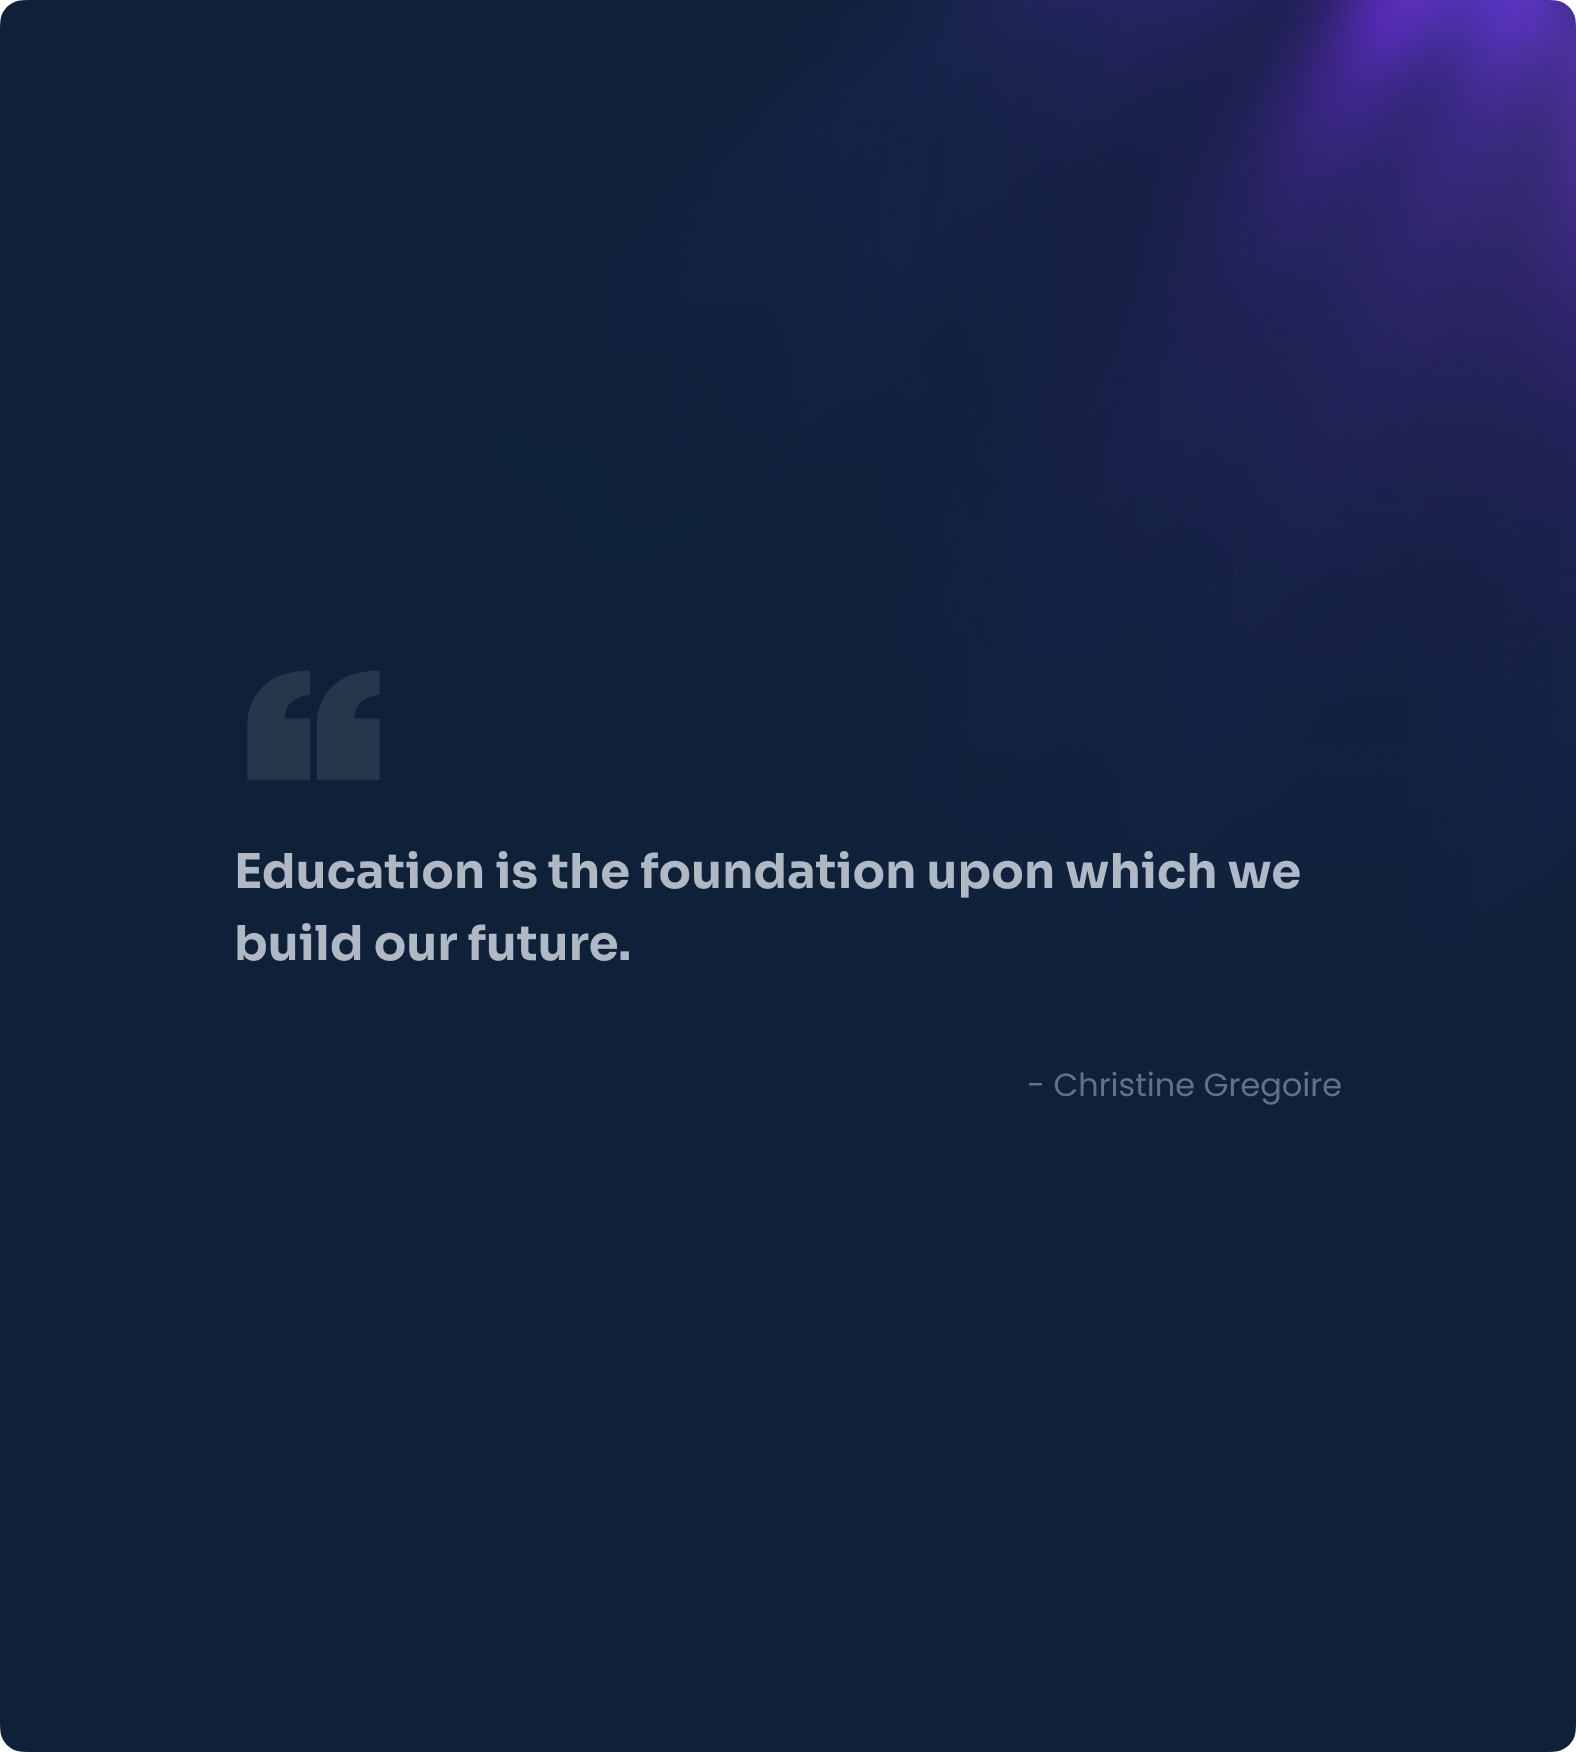 “
Education is the foundation upon which we
build our future.
- Christine Gregoire